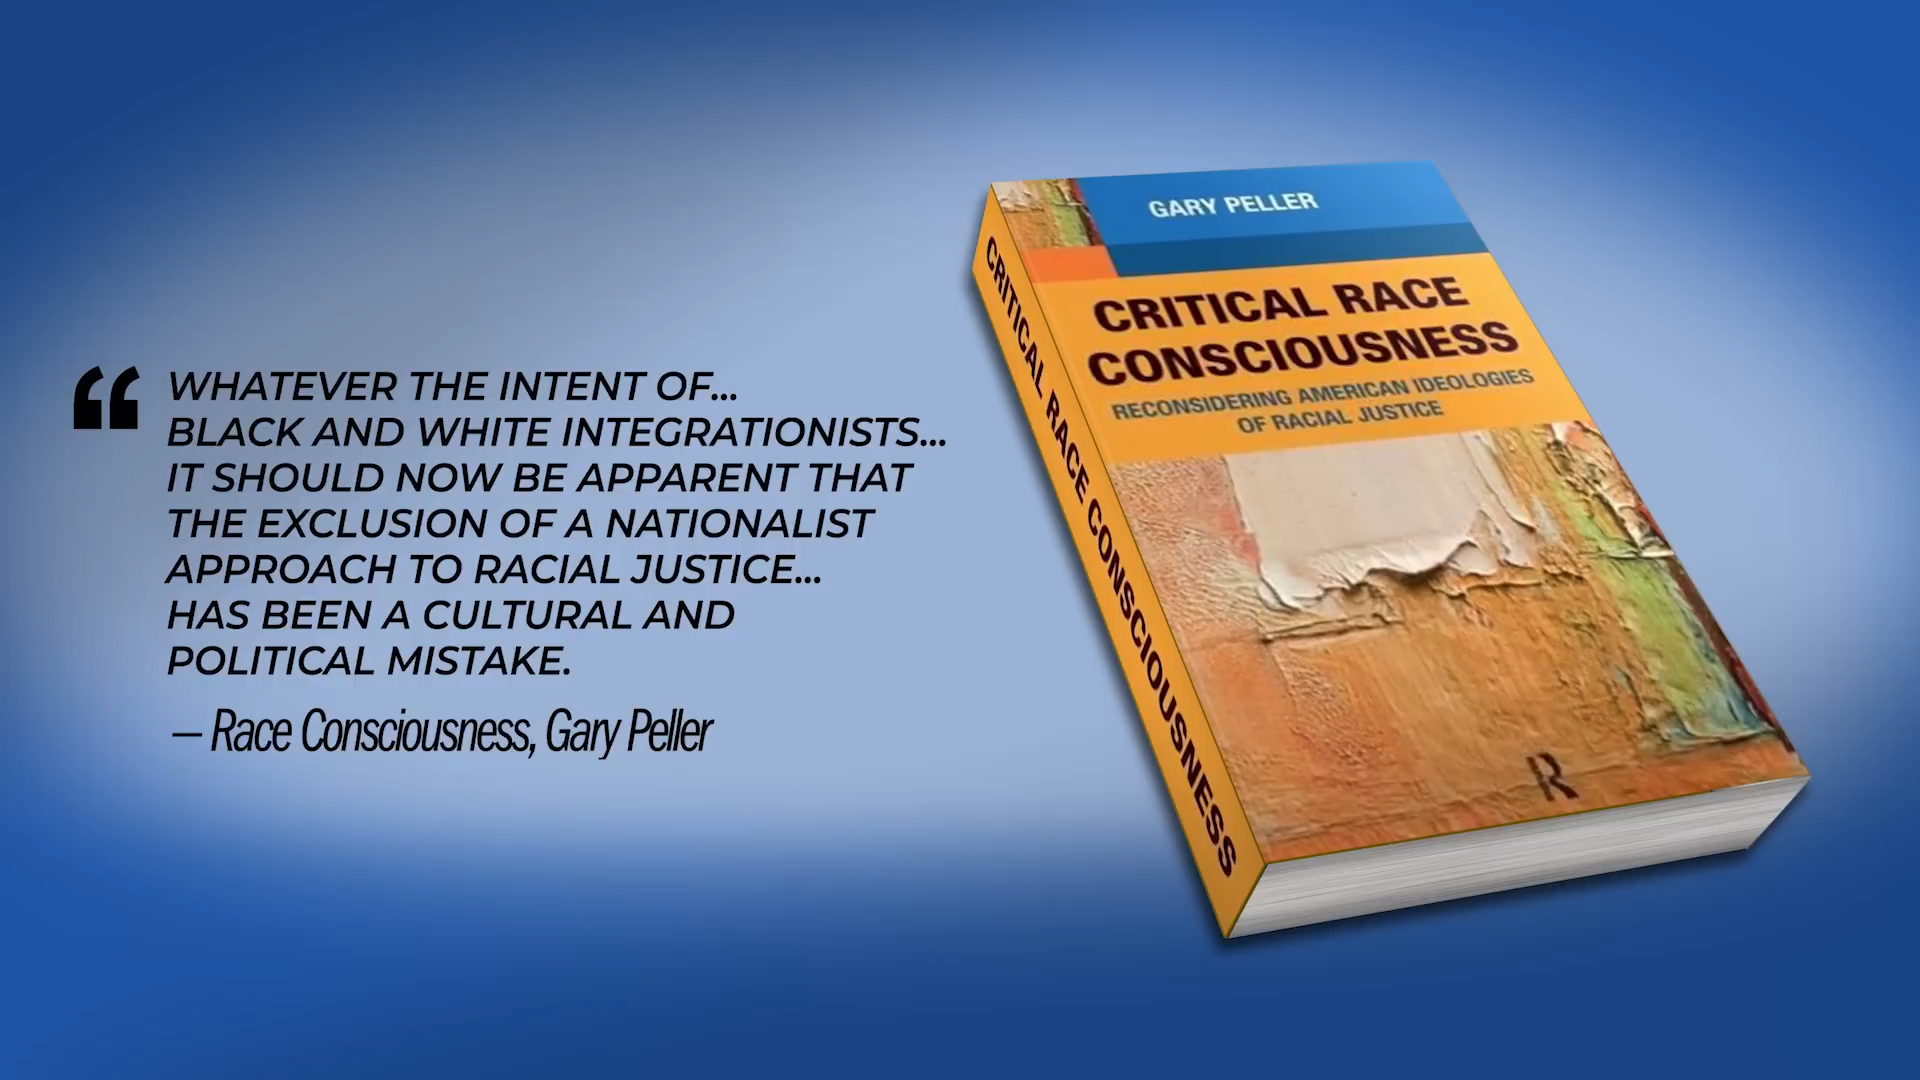 “
WHATEVER THE INTENT OF...
BLACK AND WHITE INTEGRATIONISTS...
IT SHOULD NOW BE APPARENT THAT
THE EXCLUSION OF A NATIONALIST
APPROACH TO RACIAL JUSTICE...
HAS BEEN A CULTURAL AND
POLITICAL MISTAKE.
– Race Consciousness, Gary Peller
GARY PELLER
CRITICAL RACE
CONSCIOUSNESS
RECONSIDERING AMERICAN IDEOLOGIES
OF RACIAL JUSTICE
R
CRITICAL RACE CONSCIOUSNESS